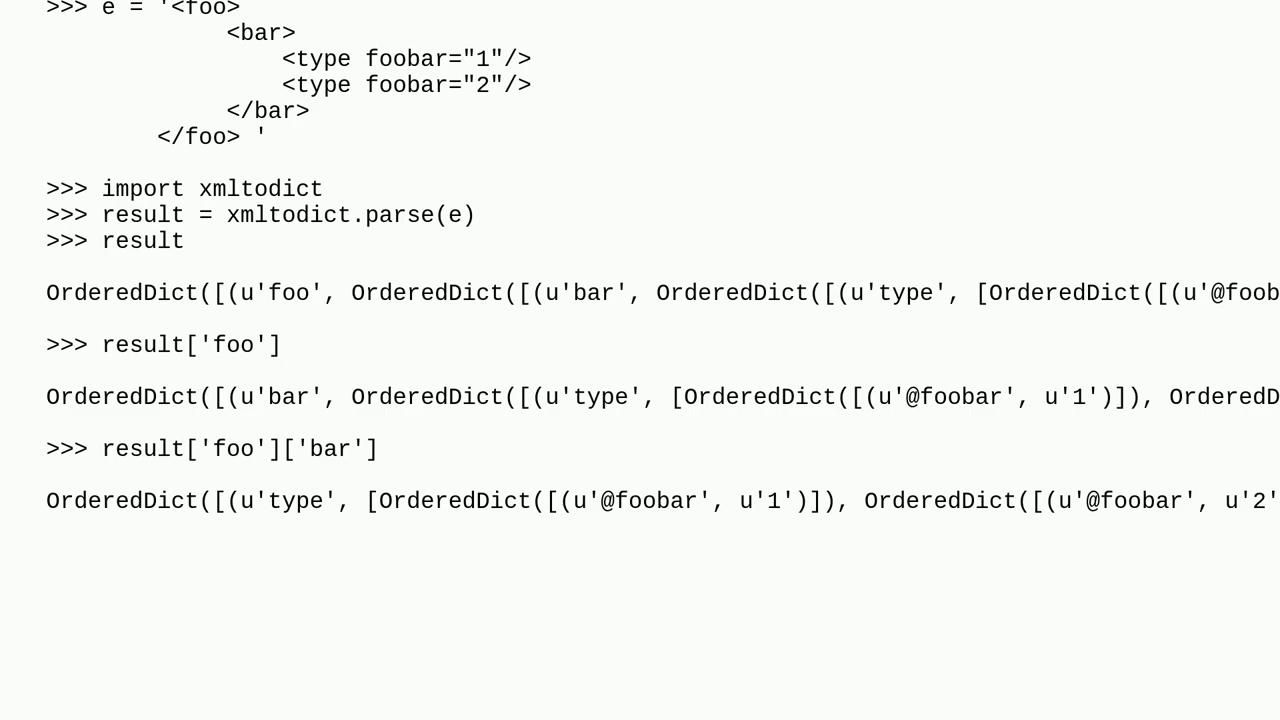 >>> e = '<foo>
             <bar>
                 <type foobar="1"/>
                 <type foobar="2"/>
             </bar>
        </foo> '
>>> import xmltodict
>>> result = xmltodict.parse(e)
>>> result
OrderedDict([(u'foo', OrderedDict([(u'bar', OrderedDict([(u'type', [OrderedDict([(u'@foob
>>> result['foo']
OrderedDict([(u'bar', OrderedDict([(u'type', [OrderedDict([(u'@foobar', u'1')]), OrderedD
>>> result['foo']['bar']
OrderedDict([(u'type', [OrderedDict([(u'@foobar', u'1')]), OrderedDict([(u'@foobar', u'2'